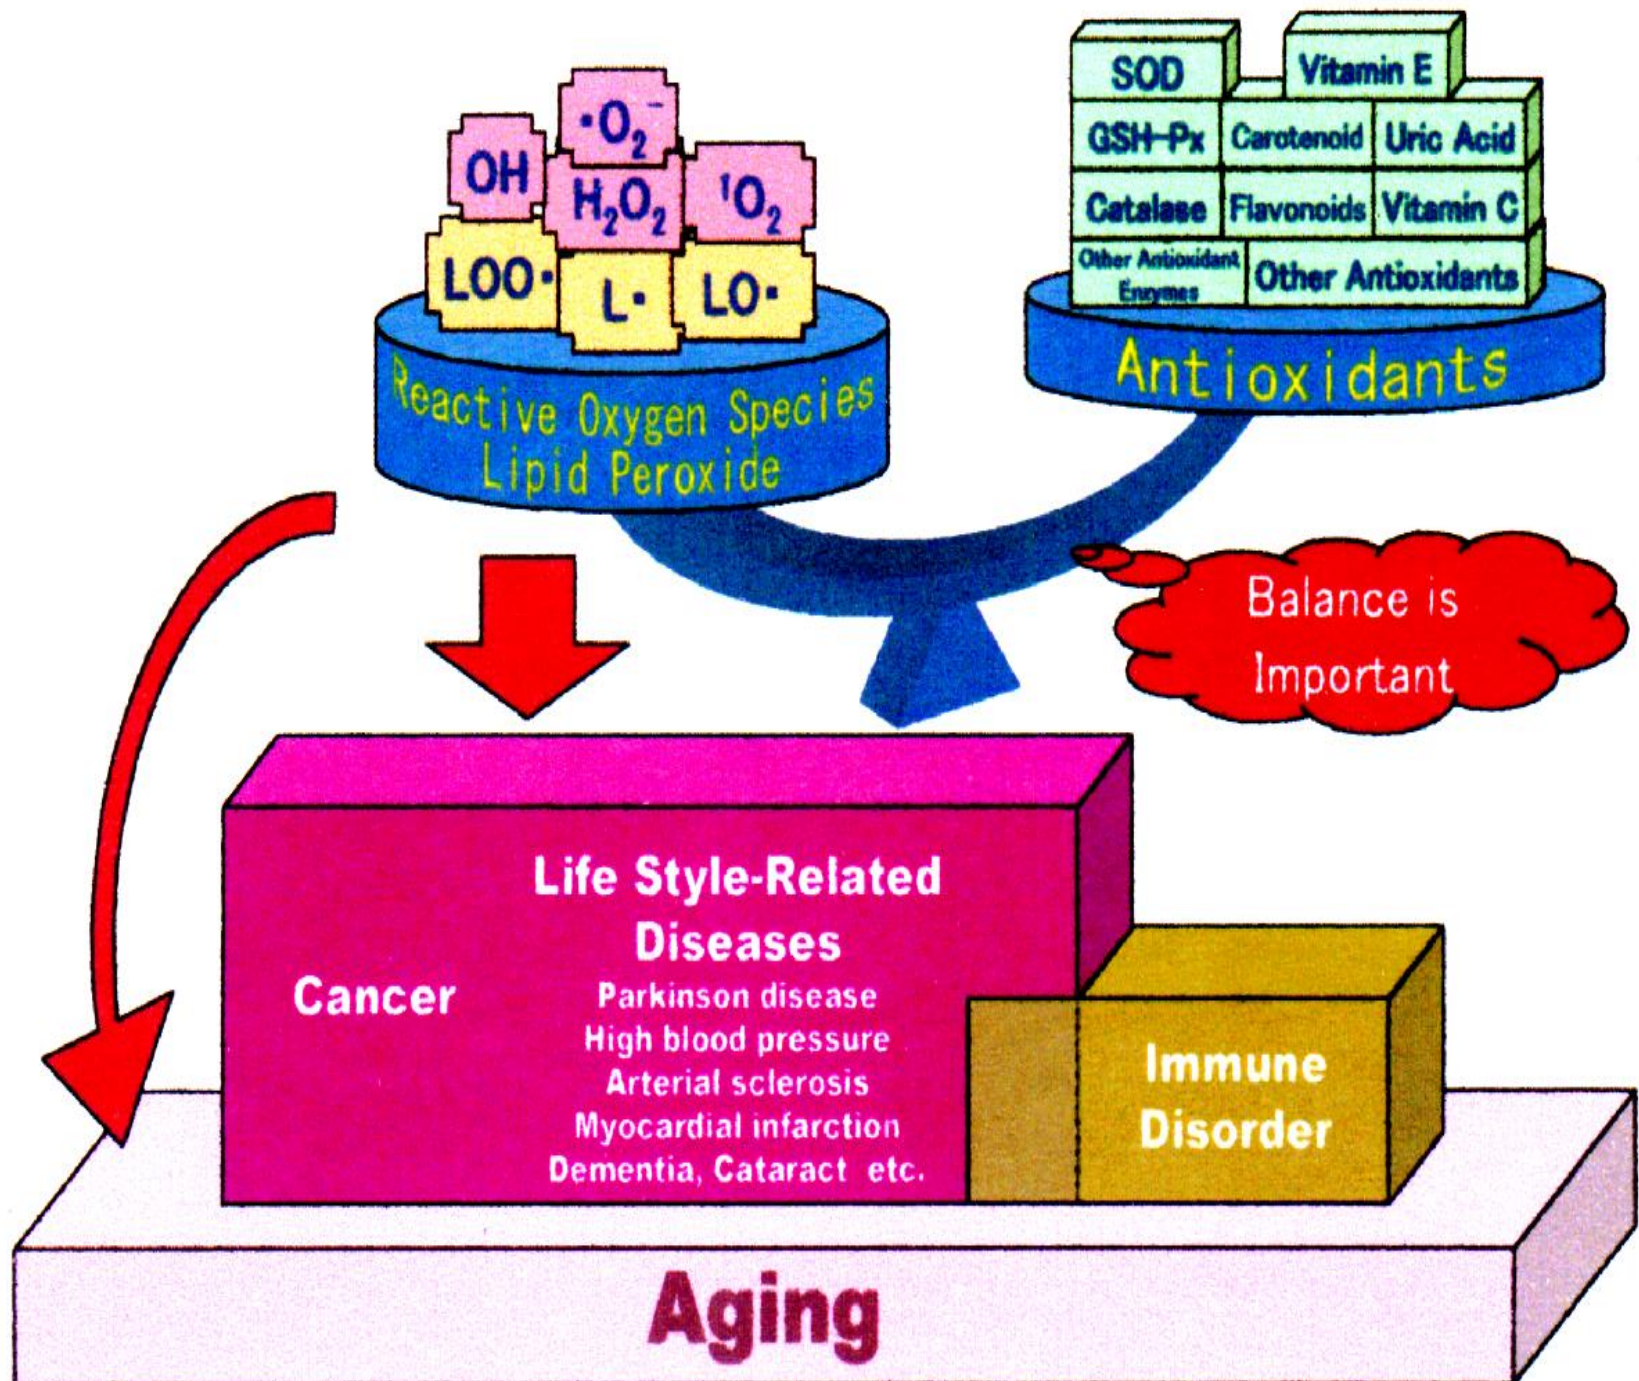 ·O₂⁻
OH
H₂O₂
¹O₂
LOO·
L·
LO·
Reactive Oxygen Species
Lipid Peroxide
SOD
Vitamin E
GSH-Px
Carotenoid
Uric Acid
Catalase
Flavonoids
Vitamin C
Other Antioxidant
Enzymes
Other Antioxidants
Antioxidants
Balance is
Important
Life Style-Related
Diseases
Cancer
Parkinson disease
High blood pressure
Arterial sclerosis
Myocardial infarction
Dementia, Cataract etc.
Immune
Disorder
Aging